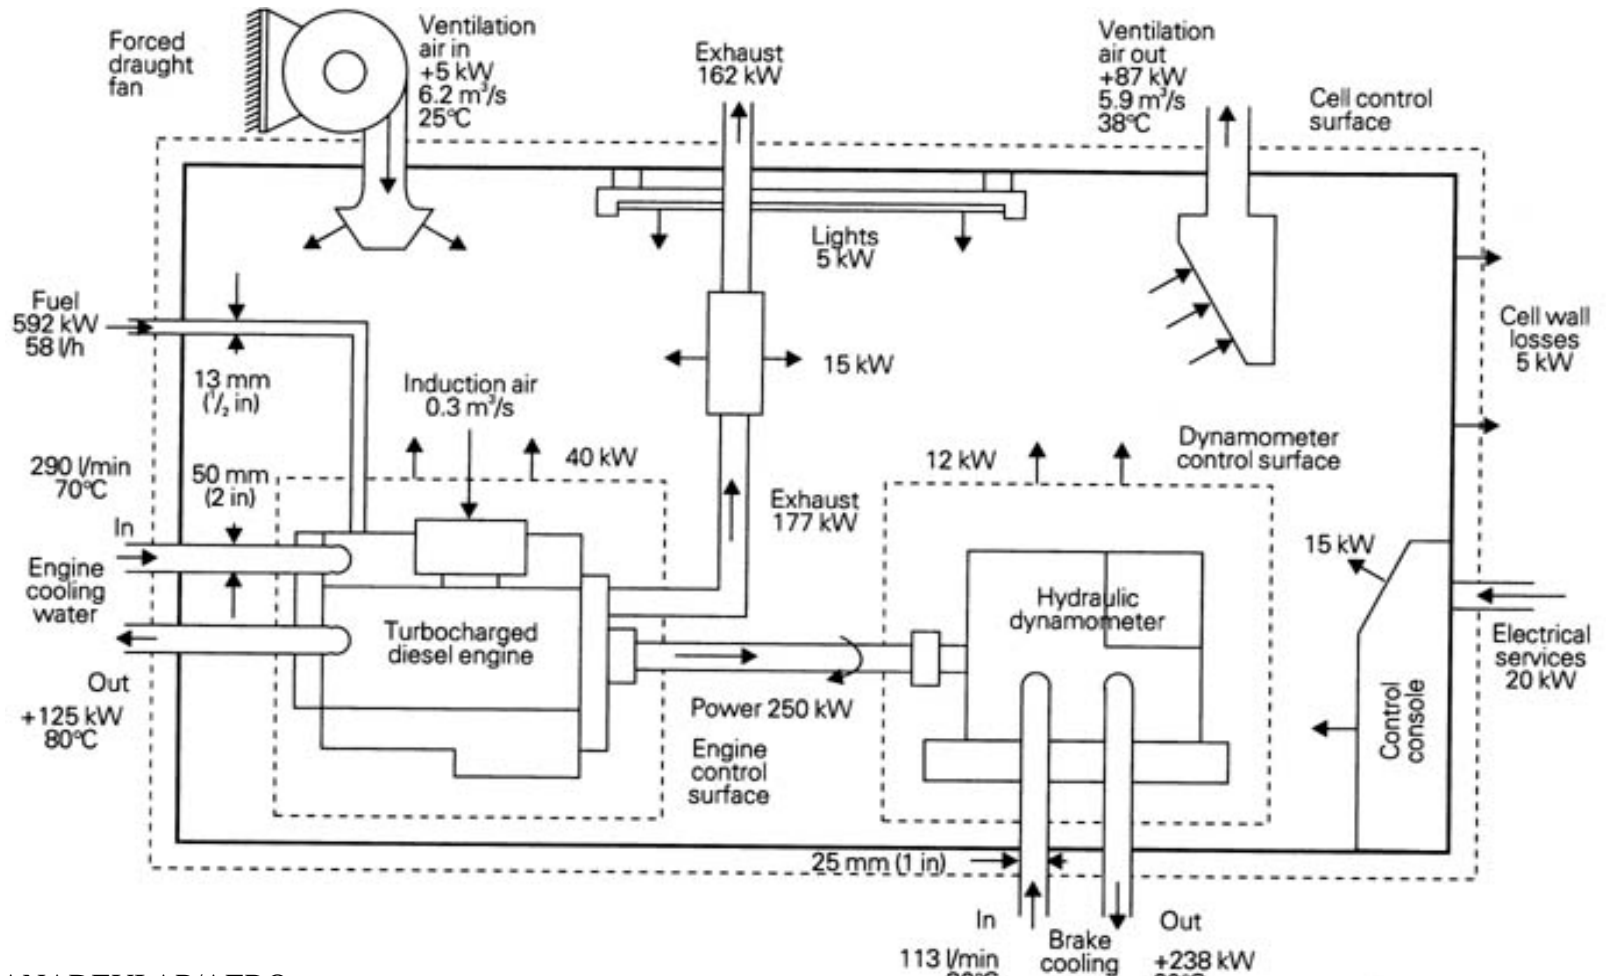 Forced
draught
fan
Ventilation
air in
+5 kW
6.2 m³/s
25°C
Exhaust
162 kW
Ventilation
air out
+87 kW
5.9 m³/s
38°C
Cell control
surface
Lights
5 kW
Fuel
592 kW
58 l/h
13 mm
(1/2 in)
Induction air
0.3 m³/s
15 kW
Cell wall
losses
5 kW
290 l/min
70°C
50 mm
(2 in)
40 kW
12 kW
Dynamometer
control surface
In
Exhaust
177 kW
15 kW
Engine
cooling
water
Turbocharged
diesel engine
Hydraulic
dynamometer
Electrical
services
20 kW
Out
+125 kW
80°C
Power 250 kW
Engine
control
surface
Control
console
25 mm (1 in)
In
113 l/min
Brake
cooling
Out
+238 kW